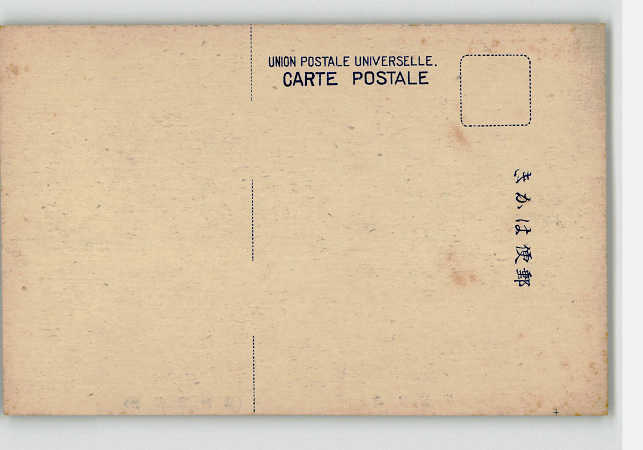 UNION POSTALE UNIVERSELLE.
CARTE POSTALE
郵便はかき